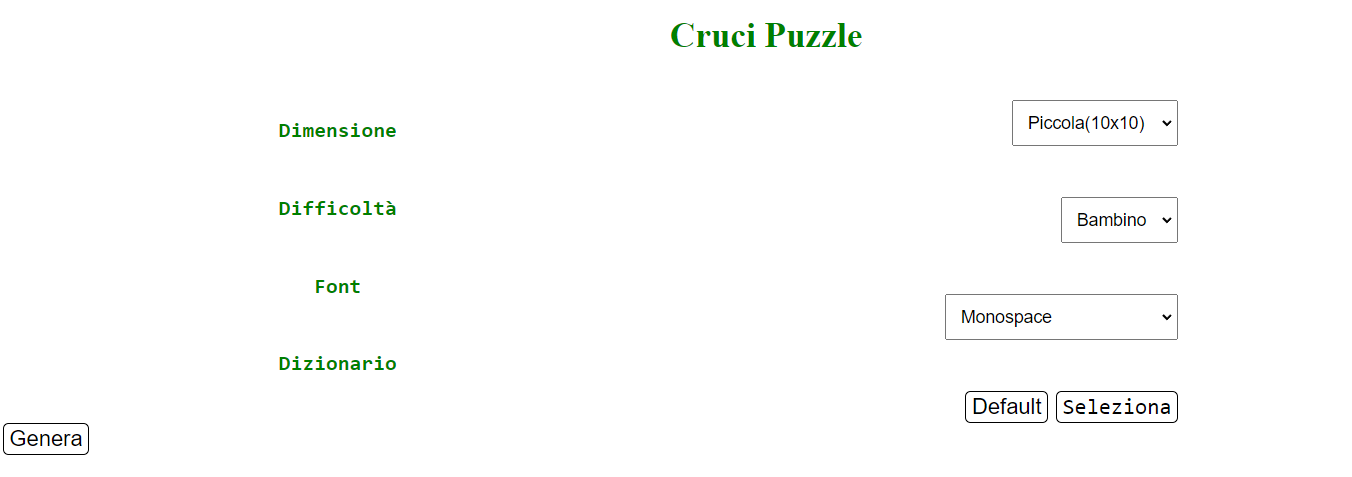 Cruci Puzzle
Dimensione
Piccola(10x10)
Difficoltà
Bambino
Font
Monospace
Dizionario
Default Seleziona
Genera